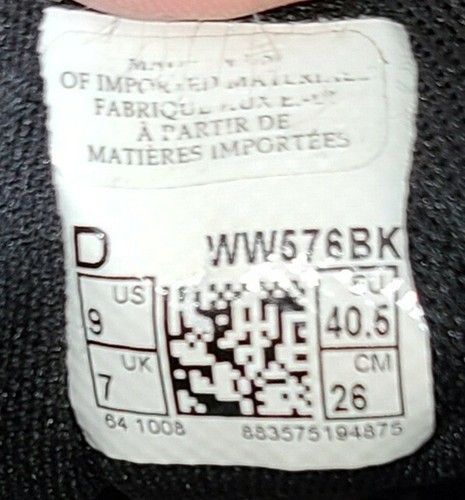 OF IMPORTED MATERIALS
FABRIQUÉ AUX É.-U.
À PARTIR DE
MATIÈRES IMPORTÉES
D WW576BK
US EU
9 40.5
UK CM
7 26
64 1008 883575194875